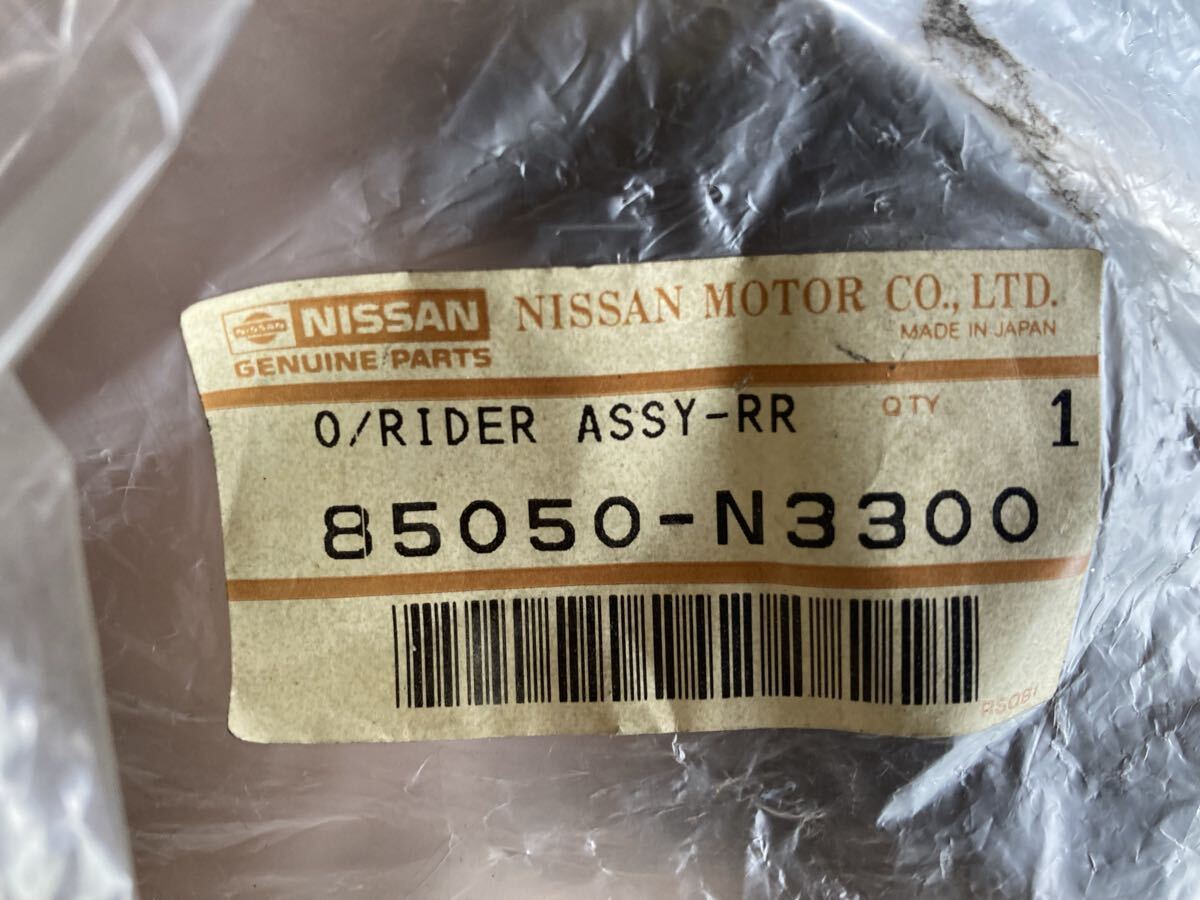 NISSAN NISSAN NISSAN MOTOR CO., LTD.
GENUINE PARTS MADE IN JAPAN
O/RIDER ASSY-RR QTY 1
85050-N3300